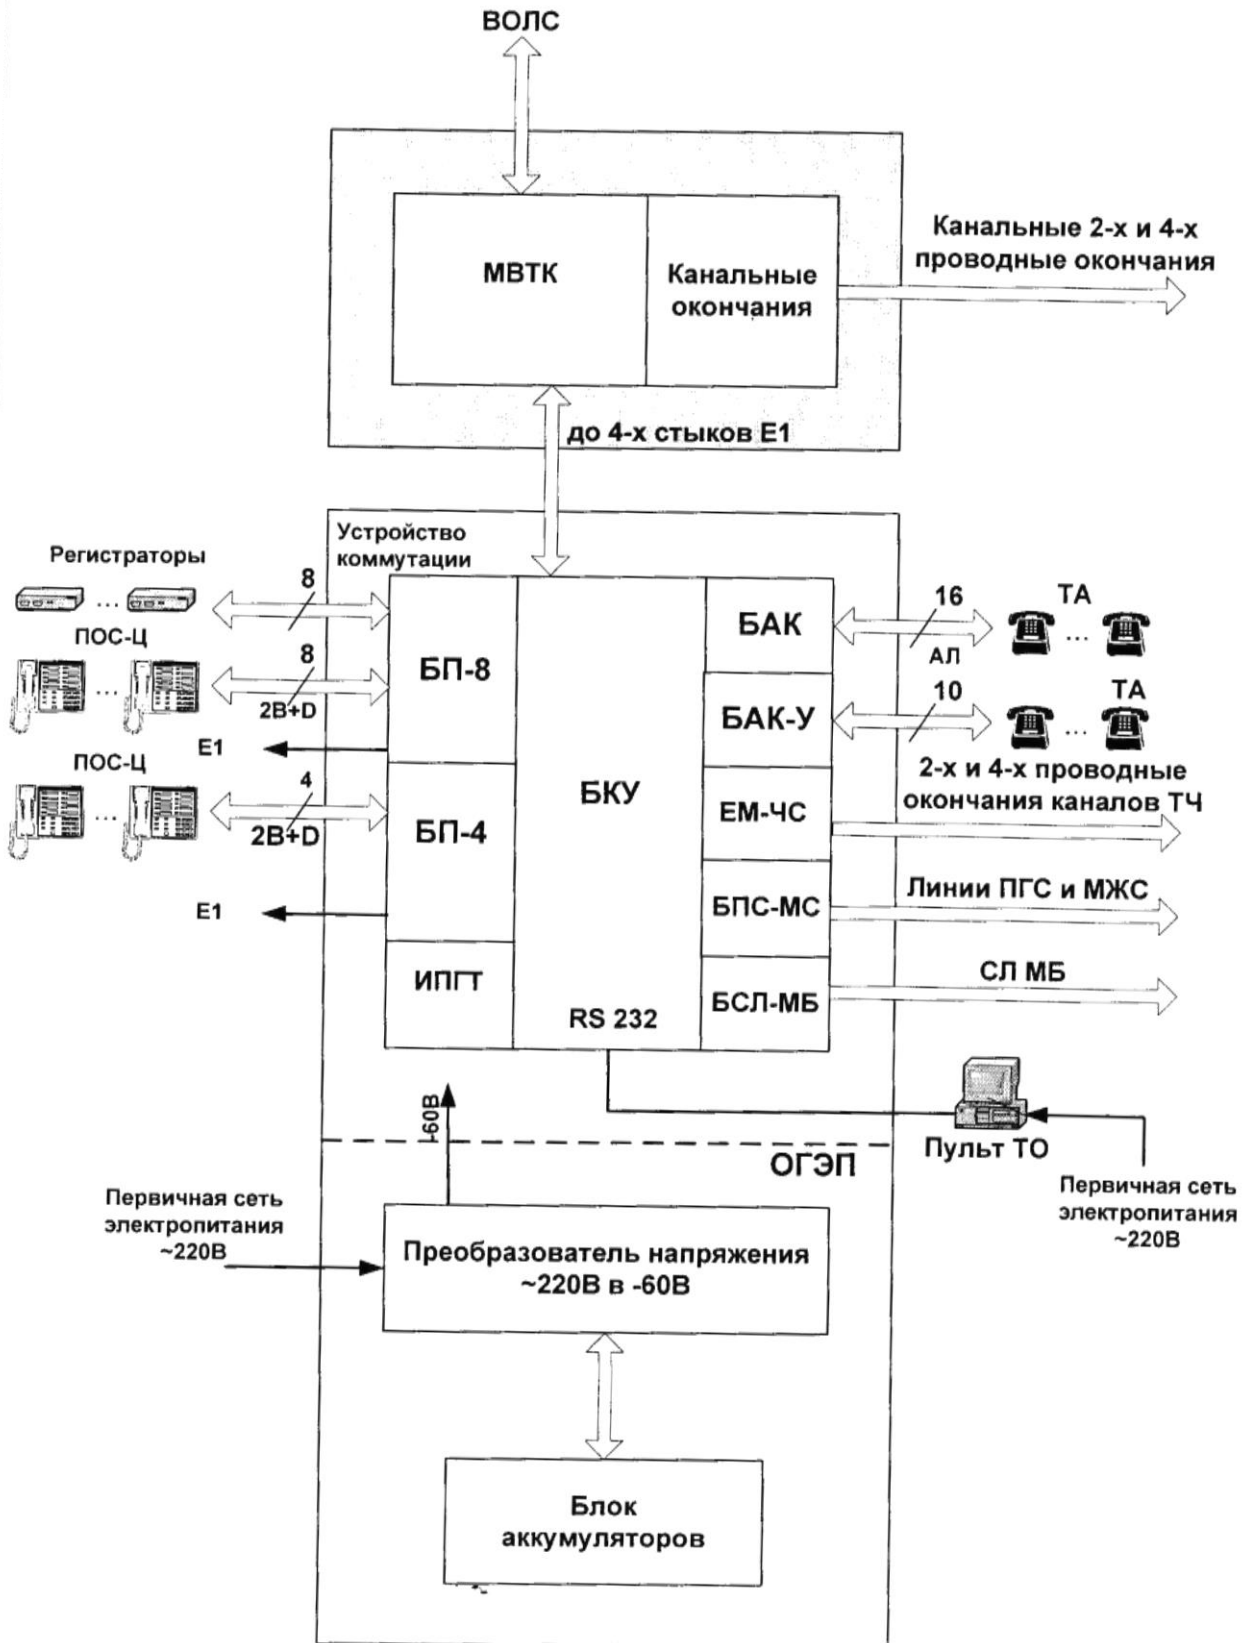 ВОЛС
МВТК
Канальные
окончания
Канальные 2-х и 4-х
проводные окончания
до 4-х стыков Е1
Устройство
коммутации
Регистраторы
8
...
ПОС-Ц
8
...
2B+D
БП-8
Е1
ПОС-Ц
4
...
2B+D
БП-4
Е1
ИПГТ
БКУ
RS 232
БАК
16
АЛ
ТА
...
БАК-У
10
ТА
...
2-х и 4-х проводные
окончания каналов ТЧ
ЕМ-ЧС
Линии ПГС и МЖС
БПС-МС
СЛ МБ
БСЛ-МБ
-60В
ОГЭП
Пульт ТО
Первичная сеть
электропитания
~220В
Первичная сеть
электропитания
~220В
Преобразователь напряжения
~220В в -60В
Блок
аккумуляторов